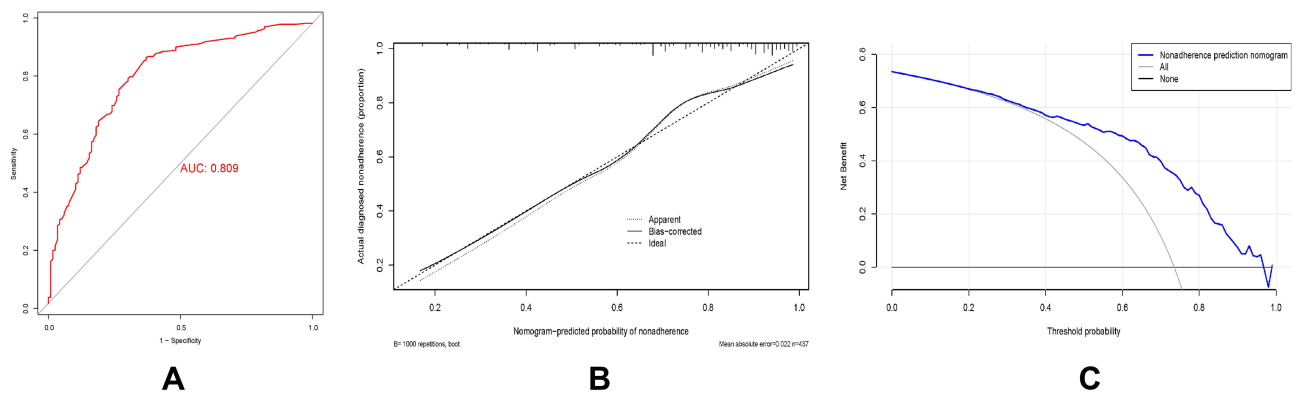 1.0
0.8
0.6
0.4
0.2
0.0
Sensitivity
AUC: 0.809
0.0 0.5 1.0
1 − Specificity
A
1.0
0.8
0.6
0.4
0.2
Actual diagnosed nonadherence (proportion)
Apparent
Bias−corrected
Ideal
0.2 0.4 0.6 0.8 1.0
Nomogram−predicted probability of nonadherence
B= 1000 repetitions, boot Mean absolute error=0.022 n=437
B
Nonadherence prediction nomogram
All
None
0.8
0.6
0.4
0.2
0.0
Net Benefit
0.0 0.2 0.4 0.6 0.8 1.0
Threshold probability
C